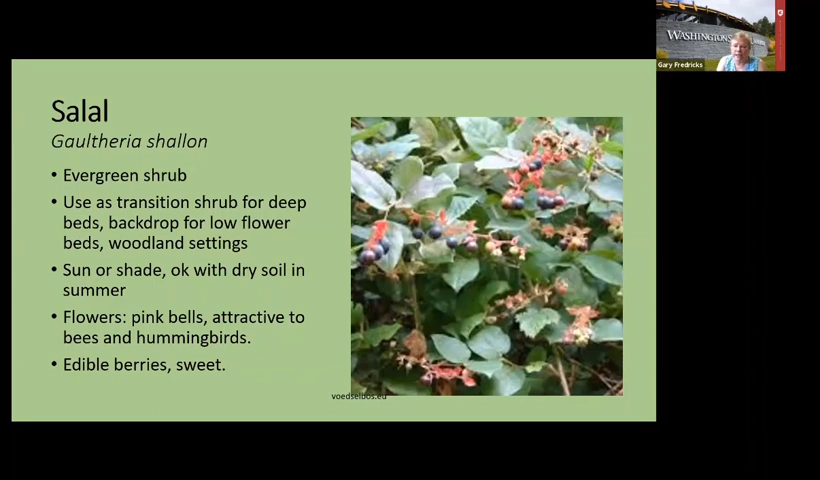 WASHINGTON S
Gary Fredricks
Salal
Gaultheria shallon
• Evergreen shrub
• Use as transition shrub for deep
beds, backdrop for low flower
beds, woodland settings
• Sun or shade, ok with dry soil in
summer
• Flowers: pink bells, attractive to
bees and hummingbirds.
• Edible berries, sweet.
voedselbos.eu